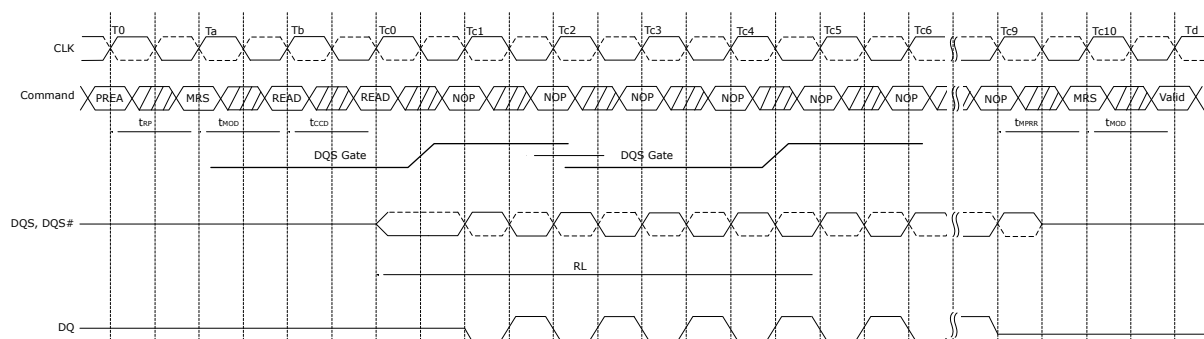 T0 Ta Tb Tc0 Tc1 Tc2 Tc3 Tc4 Tc5 Tc6 Tc9 Tc10 Td
CLK
Command PREA MRS READ READ NOP NOP NOP NOP NOP NOP NOP MRS Valid
tRP tMOD tCCD tMPRR tMOD
DQS Gate DQS Gate
DQS, DQS#
RL
DQ